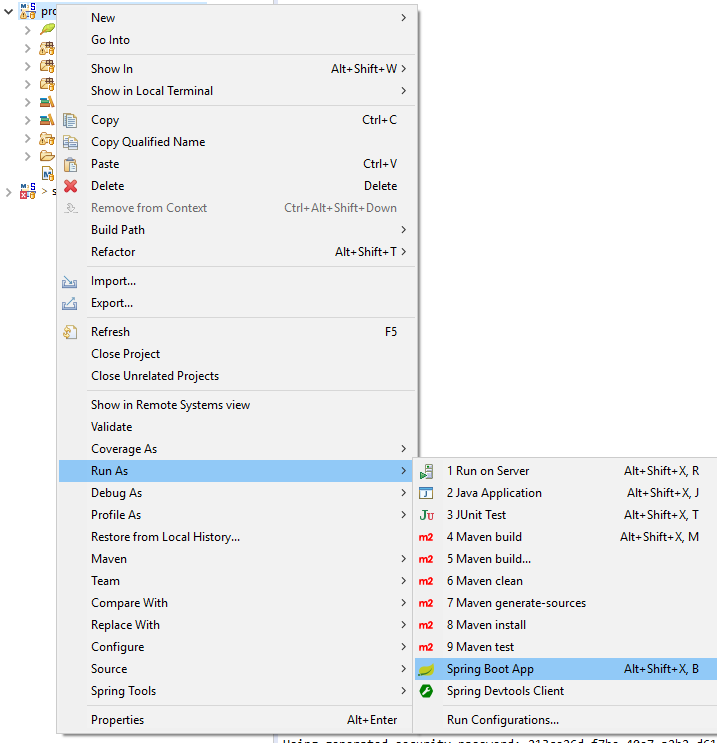 New
Go Into
Show In Alt+Shift+W >
Show in Local Terminal >
Copy Ctrl+C
Copy Qualified Name
Paste Ctrl+V
Delete Delete
Remove from Context Ctrl+Alt+Shift+Down
Build Path >
Refactor Alt+Shift+T >
Import...
Export...
Refresh F5
Close Project
Close Unrelated Projects
Show in Remote Systems view
Validate
Coverage As >
Run As >
Debug As >
Profile As >
Restore from Local History...
Maven >
Team >
Compare With >
Replace With >
Configure >
Source >
Spring Tools >
Properties Alt+Enter
1 Run on Server Alt+Shift+X, R
2 Java Application Alt+Shift+X, J
3 JUnit Test Alt+Shift+X, T
m2 4 Maven build Alt+Shift+X, M
m2 5 Maven build...
m2 6 Maven clean
m2 7 Maven generate-sources
m2 8 Maven install
m2 9 Maven test
Spring Boot App Alt+Shift+X, B
Spring Devtools Client
Run Configurations...